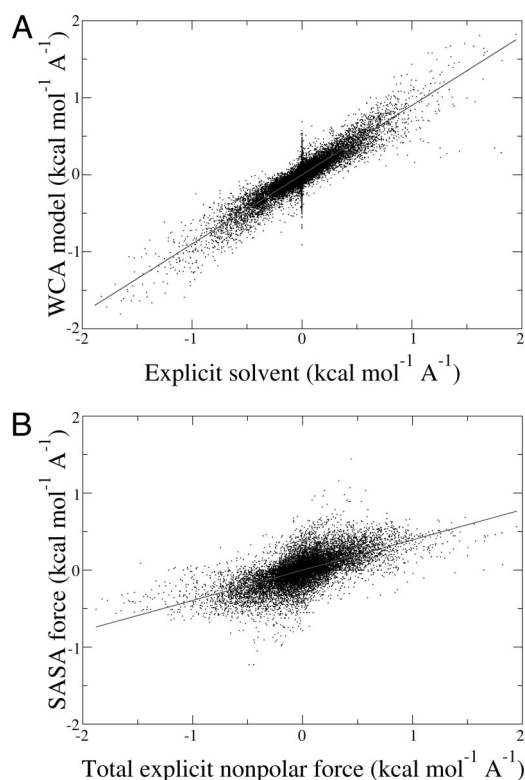 A
2
1
0
-1
-2
WCA model (kcal mol⁻¹ A⁻¹)
-2 -1 0 1 2
Explicit solvent (kcal mol⁻¹ A⁻¹)
B
2
1
0
-1
-2
SASA force (kcal mol⁻¹ A⁻¹)
-2 -1 0 1 2
Total explicit nonpolar force (kcal mol⁻¹ A⁻¹)